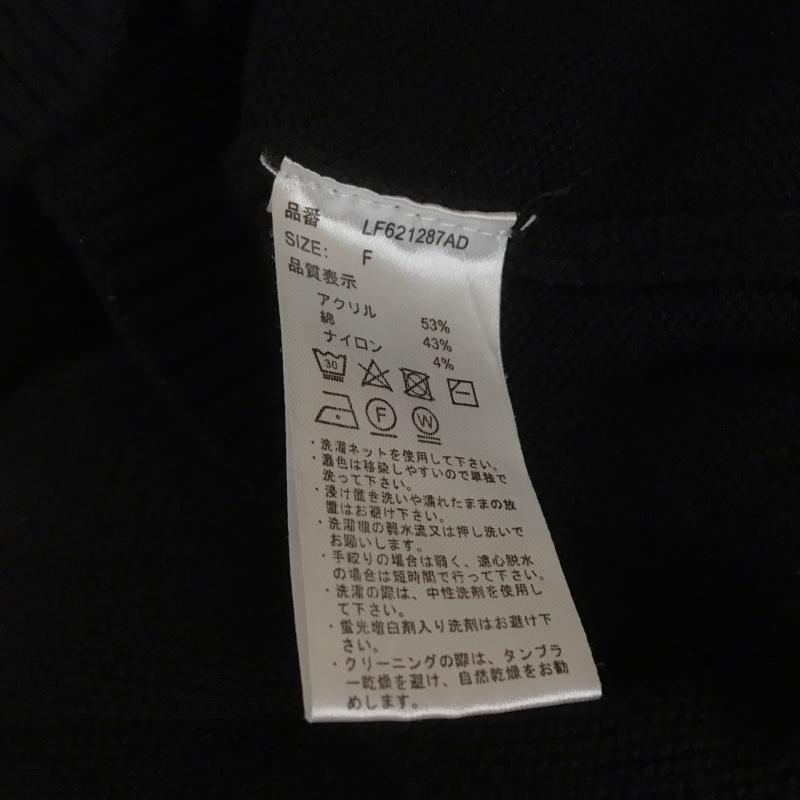 品番 LF621287AD
SIZE: F
品質表示
アクリル 53%
綿 43%
ナイロン 4%
30
F W
・洗濯ネットを使用して下さい。
・濃色は移染しやすいので単独で
洗って下さい。
・浸け置き洗いや濡れたままの放
置はお避け下さい。
・洗濯機の弱水流又は押し洗いで
お願いします。
・手絞りの場合は弱く、遠心脱水
の場合は短時間で行って下さい。
・洗濯の際は、中性洗剤を使用し
て下さい。
・蛍光増白剤入り洗剤はお避け下
さい。
・クリーニングの際は、タンブラ
ー乾燥を避け、自然乾燥をお勧
めします。